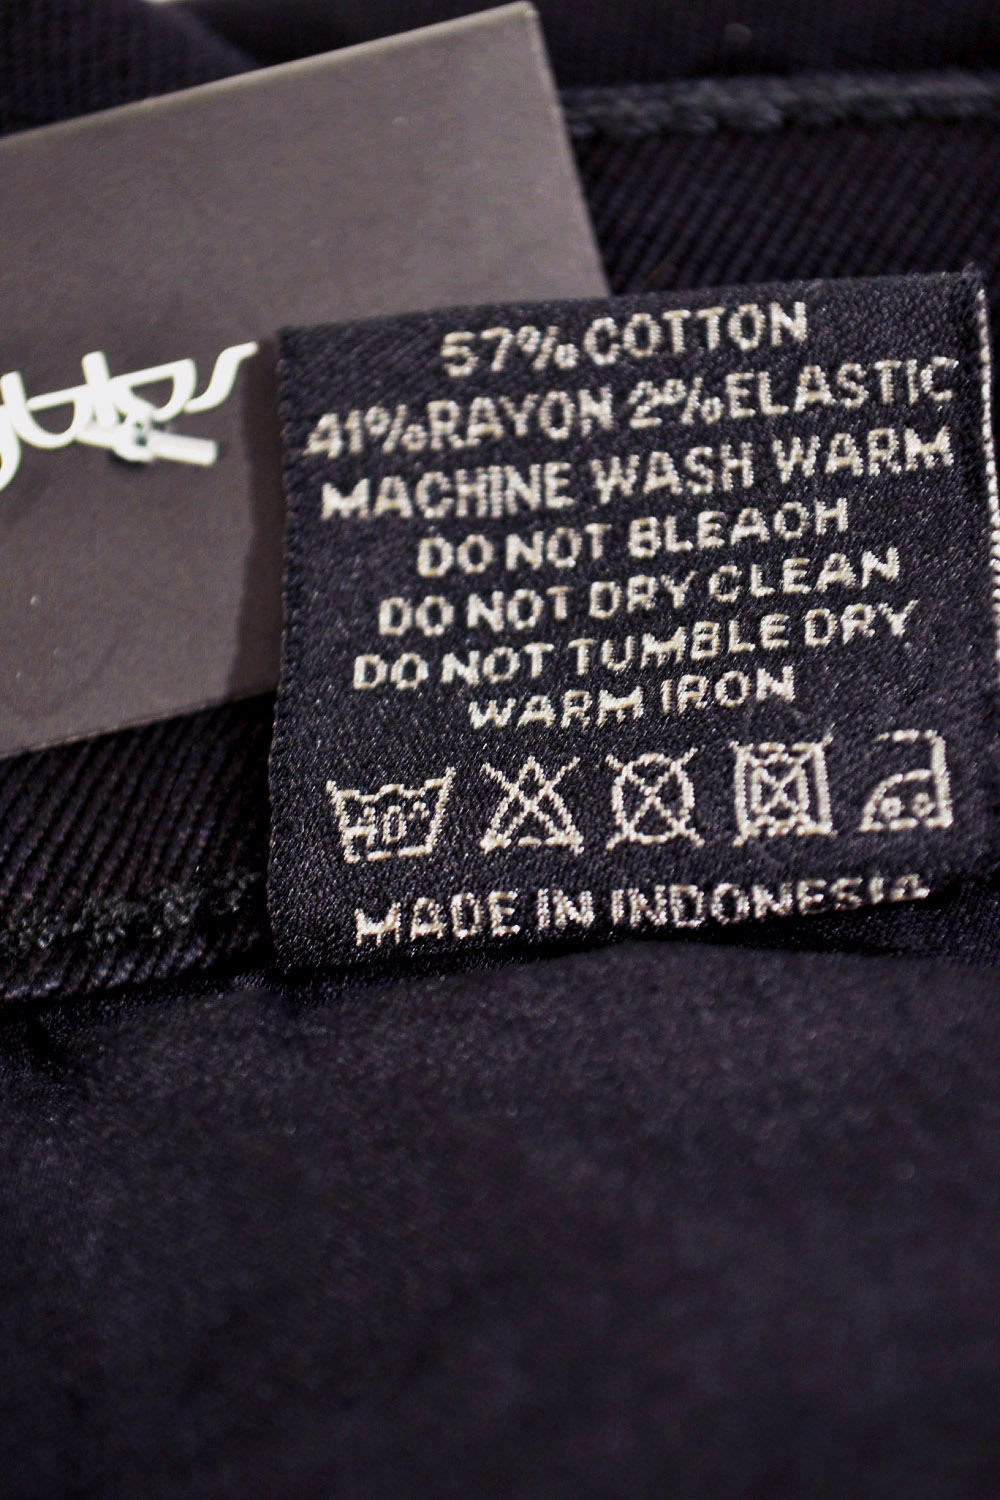 57% COTTON
41% RAYON 2% ELASTIC
MACHINE WASH WARM
DO NOT BLEACH
DO NOT DRY CLEAN
DO NOT TUMBLE DRY
WARM IRON
40°
MADE IN INDONESIA